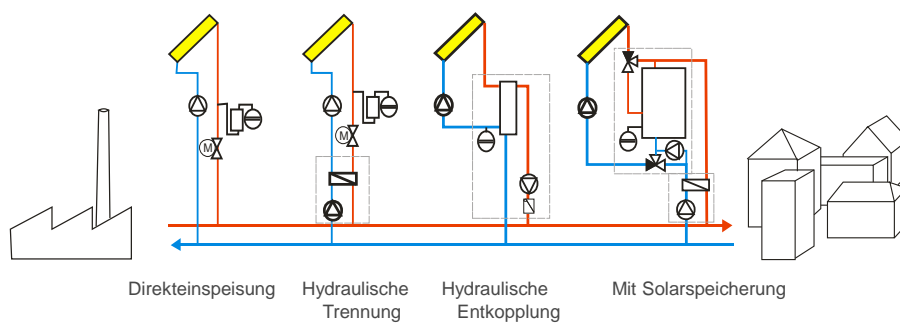 M
M
Direkteinspeisung
Hydraulische
Trennung
Hydraulische
Entkopplung
Mit Solarspeicherung